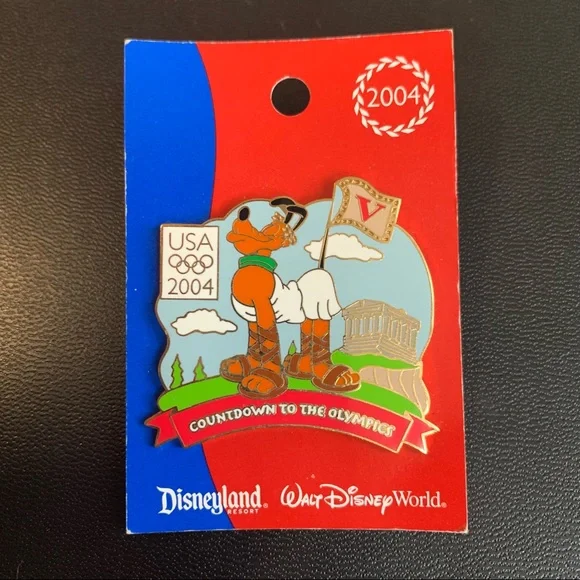 2004
V
USA
2004
COUNTDOWN TO THE OLYMPICS
Disneyland®
RESORT
WALT DISNEY World®